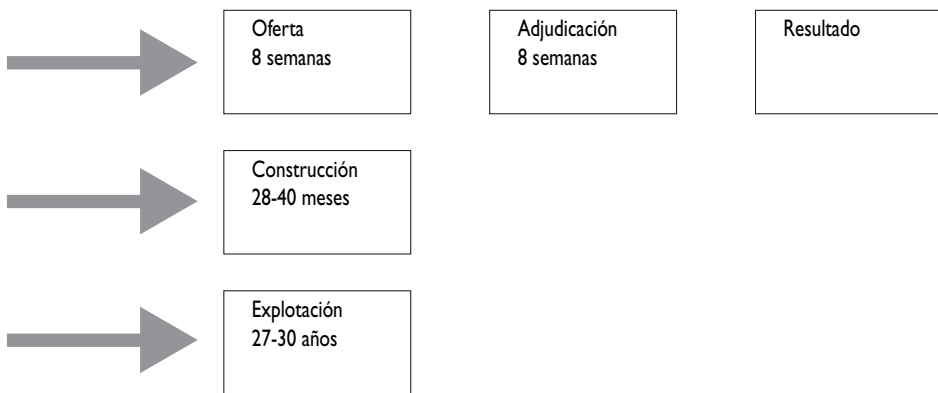 Oferta
8 semanas
Adjudicación
8 semanas
Resultado
Construcción
28-40 meses
Explotación
27-30 años